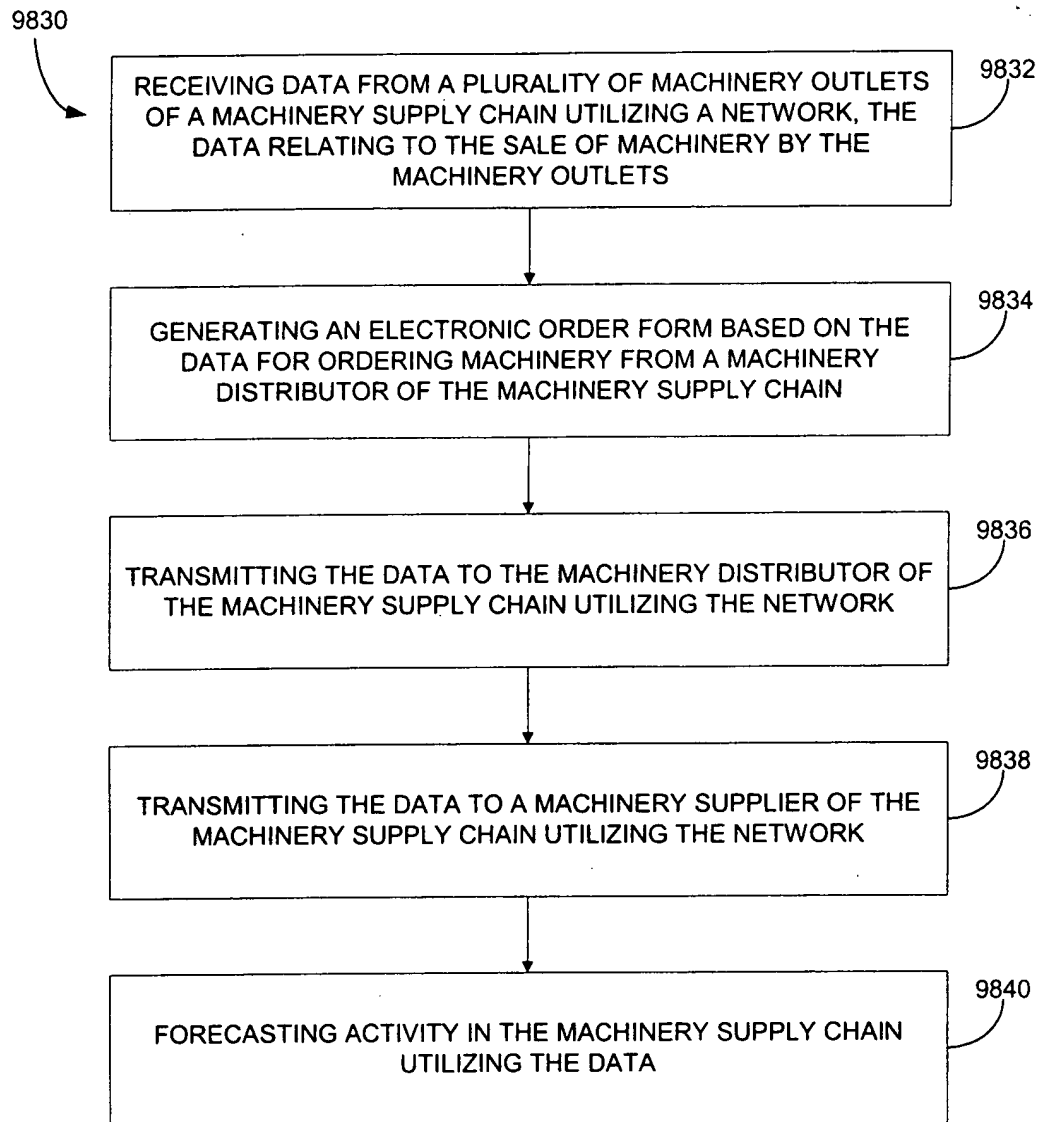 9830
RECEIVING DATA FROM A PLURALITY OF MACHINERY OUTLETS
OF A MACHINERY SUPPLY CHAIN UTILIZING A NETWORK, THE
DATA RELATING TO THE SALE OF MACHINERY BY THE
MACHINERY OUTLETS
9832
GENERATING AN ELECTRONIC ORDER FORM BASED ON THE
DATA FOR ORDERING MACHINERY FROM A MACHINERY
DISTRIBUTOR OF THE MACHINERY SUPPLY CHAIN
9834
TRANSMITTING THE DATA TO THE MACHINERY DISTRIBUTOR OF
THE MACHINERY SUPPLY CHAIN UTILIZING THE NETWORK
9836
TRANSMITTING THE DATA TO A MACHINERY SUPPLIER OF THE
MACHINERY SUPPLY CHAIN UTILIZING THE NETWORK
9838
FORECASTING ACTIVITY IN THE MACHINERY SUPPLY CHAIN
UTILIZING THE DATA
9840